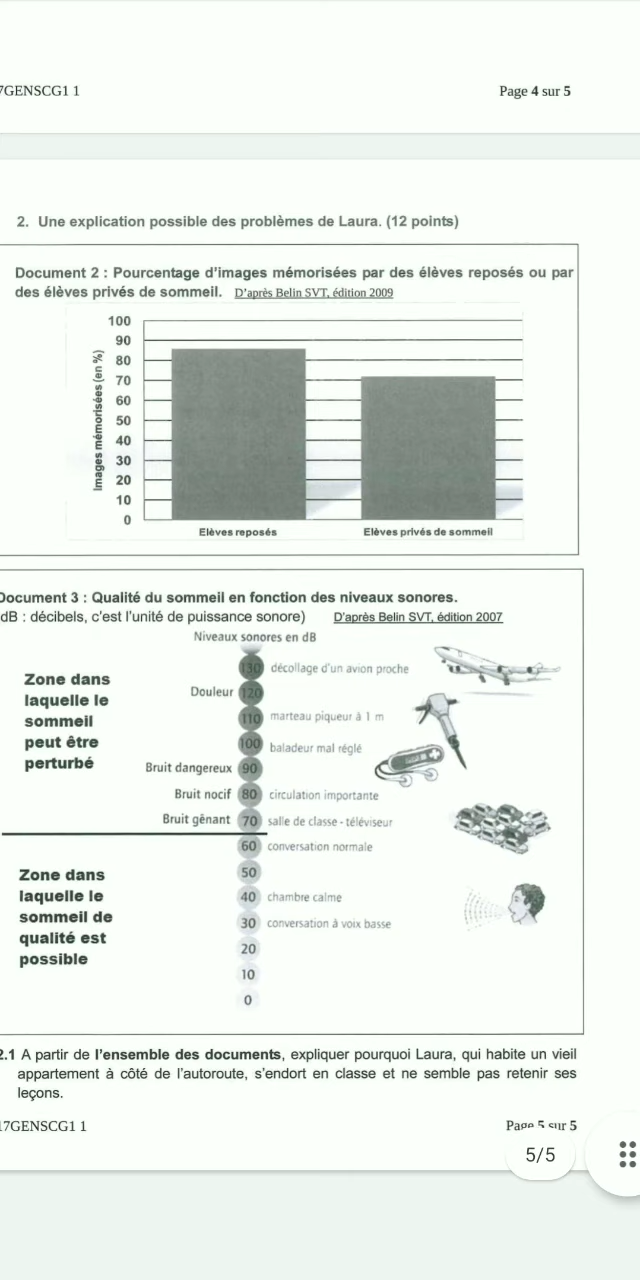 7GENSCG1 1
Page 4 sur 5
2. Une explication possible des problèmes de Laura. (12 points)
Document 2 : Pourcentage d'images mémorisées par des élèves reposés ou par
des élèves privés de sommeil. D'après Belin SVT, édition 2009
Images mémorisées (en %)
100
90
80
70
60
50
40
30
20
10
0
Elèves reposés
Elèves privés de sommeil
Document 3 : Qualité du sommeil en fonction des niveaux sonores.
dB : décibels, c'est l'unité de puissance sonore) D'après Belin SVT, édition 2007
Niveaux sonores en dB
Zone dans
laquelle le
sommeil
peut être
perturbé
130 décollage d'un avion proche
Douleur 120
110 marteau piqueur à 1 m
100 baladeur mal réglé
Bruit dangereux 90
Bruit nocif 80 circulation importante
Bruit gênant 70 salle de classe - téléviseur
60 conversation normale
Zone dans
laquelle le
sommeil de
qualité est
possible
50
40 chambre calme
30 conversation à voix basse
20
10
0
2.1 A partir de l'ensemble des documents, expliquer pourquoi Laura, qui habite un vieil
appartement à côté de l'autoroute, s'endort en classe et ne semble pas retenir ses
leçons.
17GENSCG1 1
Page 5 sur 5
5/5